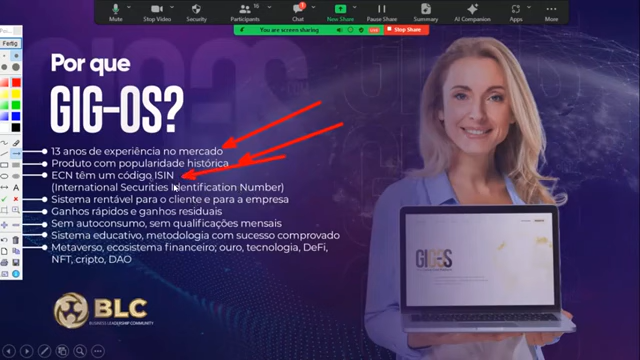 Mute
Stop Video
Security
Participants
16
Chat
1
New Share
Pause Share
Summary
AI Companion
Apps
More
You are screen sharing
Stop Share
Fertig
Por que
GIG-OS?
13 anos de experiência no mercado
Produto com popularidade histórica
ECN têm um código ISIN
(International Securities Identification Number)
Sistema rentável para o cliente e para a empresa
Ganhos rápidos e ganhos residuais
Sem autoconsumo, sem qualificações mensais
Sistema educativo, metodologia com sucesso comprovado
Metaverso, ecosistema financeiro; ouro, tecnologia, DeFi,
NFT, cripto, DAO
GIG-OS
BLC
BUSINESS LEADERSHIP COMMUNITY